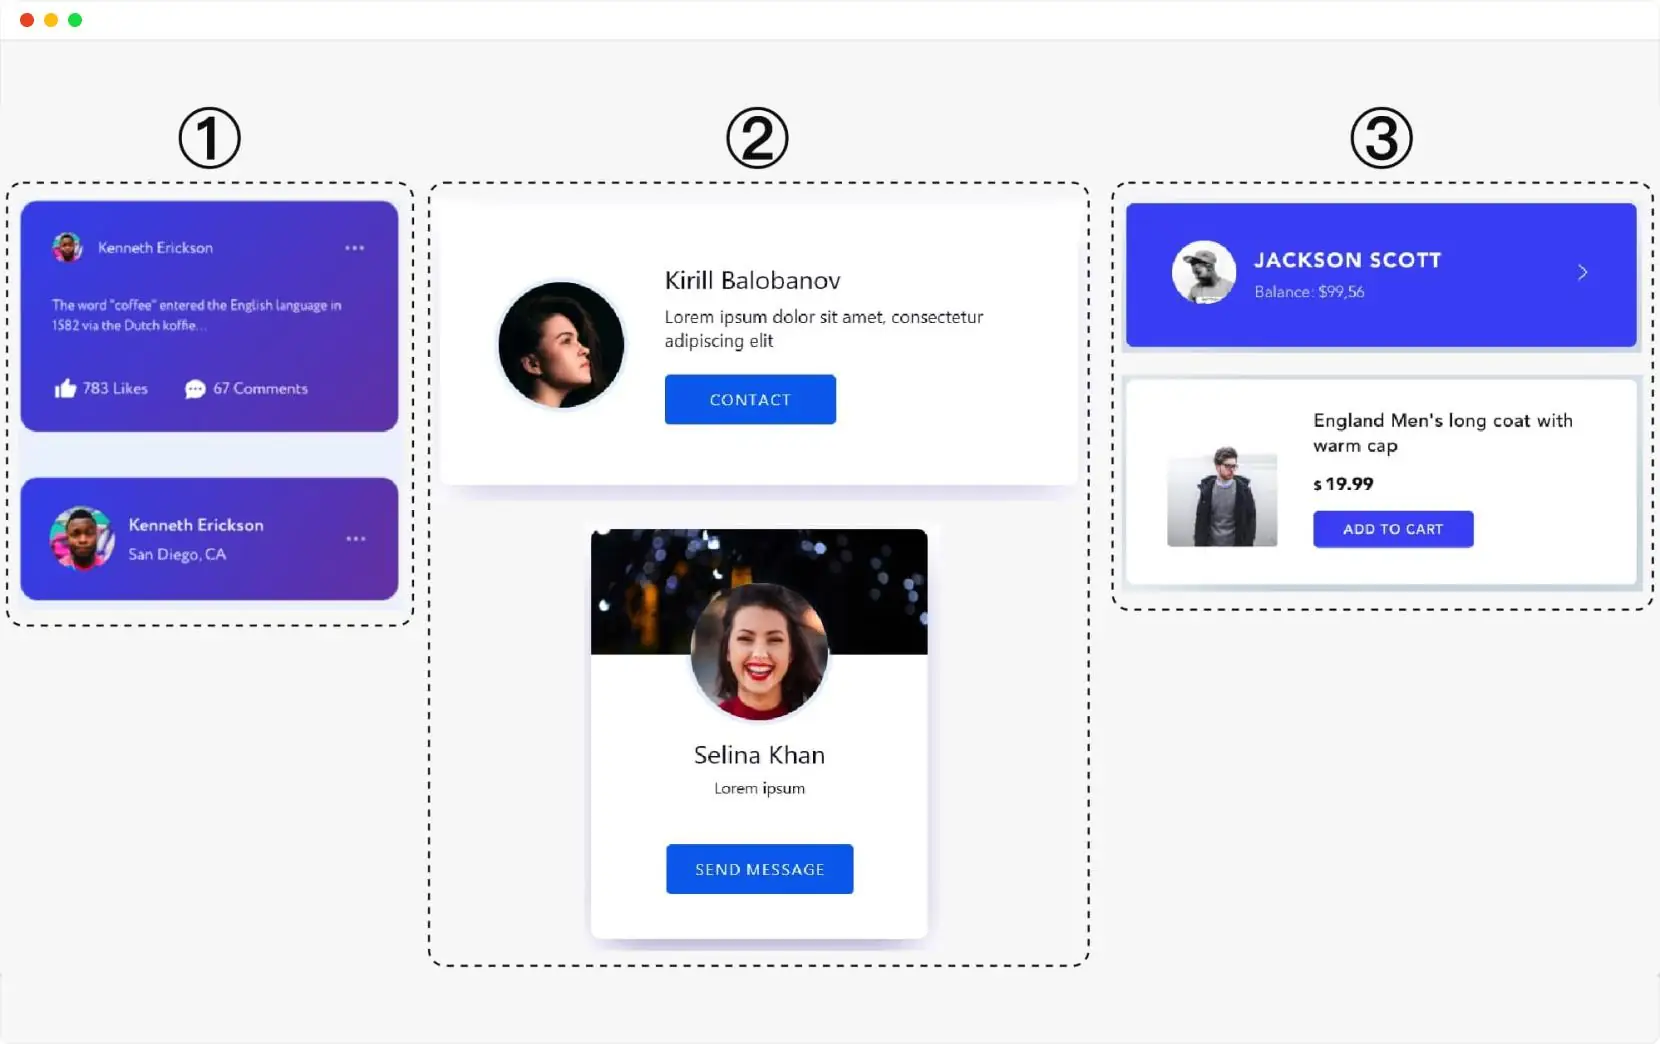 ①
Kenneth Erickson
The word "coffee" entered the English language in
1582 via the Dutch koffie...
783 Likes 67 Comments
Kenneth Erickson
San Diego, CA
②
Kirill Balobanov
Lorem ipsum dolor sit amet, consectetur
adipiscing elit
CONTACT
Selina Khan
Lorem ipsum
SEND MESSAGE
③
JACKSON SCOTT
Balance: $99,56
England Men's long coat with
warm cap
$ 19.99
ADD TO CART